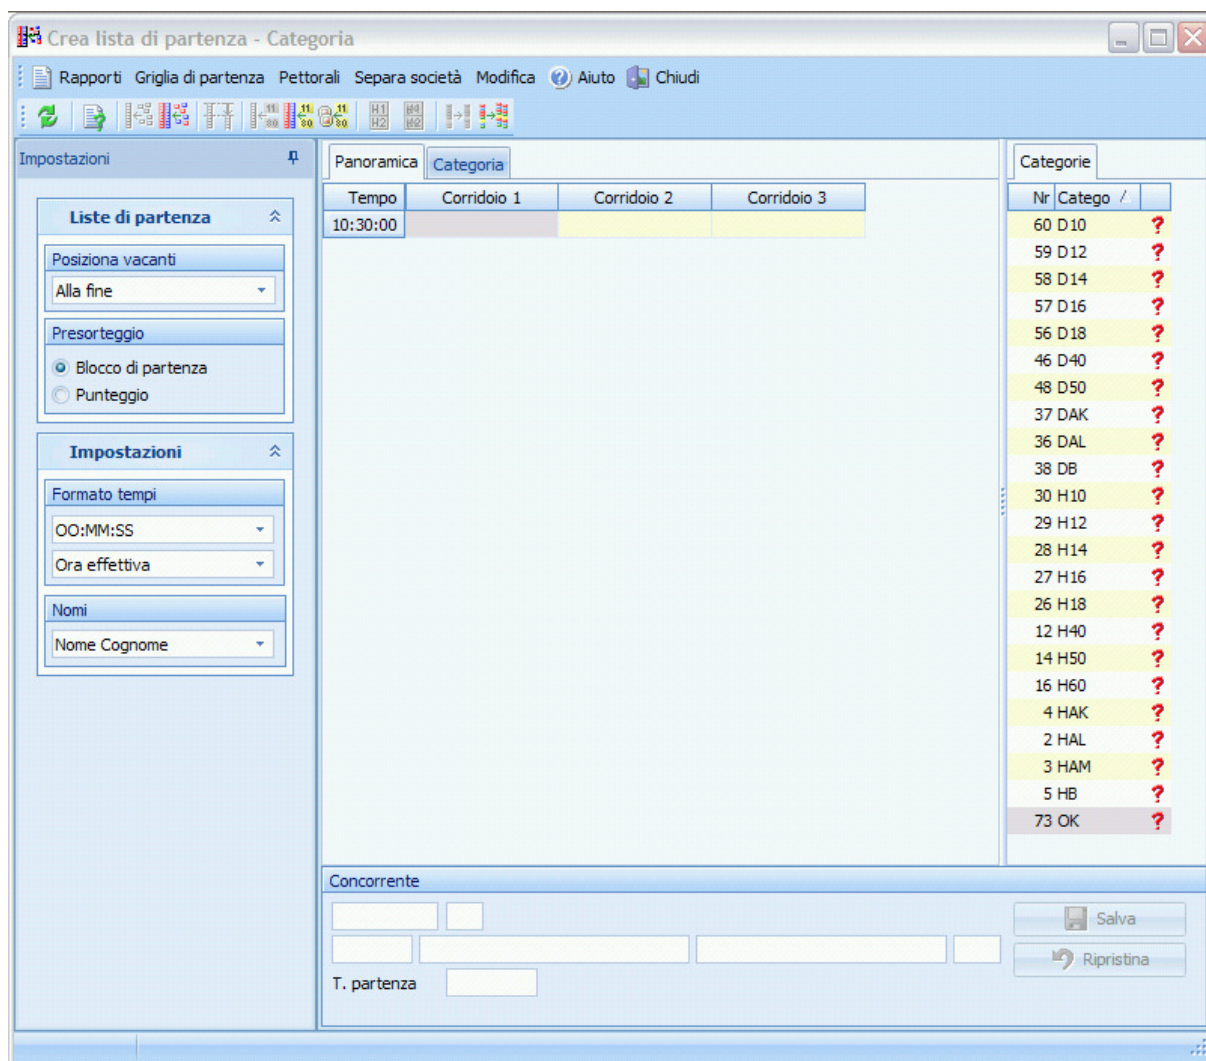 Crea lista di partenza - Categoria
Rapporti Griglia di partenza Pettorali Separa società Modifica Aiuto Chiudi
Impostazioni
Liste di partenza
Posiziona vacanti
Alla fine
Presorteggio
Blocco di partenza
Punteggio
Impostazioni
Formato tempi
OO:MM:SS
Ora effettiva
Nomi
Nome Cognome
Panoramica Categoria
Tempo Corridoio 1 Corridoio 2 Corridoio 3
10:30:00
Categorie
Nr Catego
60 D10 ?
59 D12 ?
58 D14 ?
57 D16 ?
56 D18 ?
46 D40 ?
48 D50 ?
37 DAK ?
36 DAL ?
38 DB ?
30 H10 ?
29 H12 ?
28 H14 ?
27 H16 ?
26 H18 ?
12 H40 ?
14 H50 ?
16 H60 ?
4 HAK ?
2 HAL ?
3 HAM ?
5 HB ?
73 OK ?
Concorrente
T. partenza
Salva
Ripristina